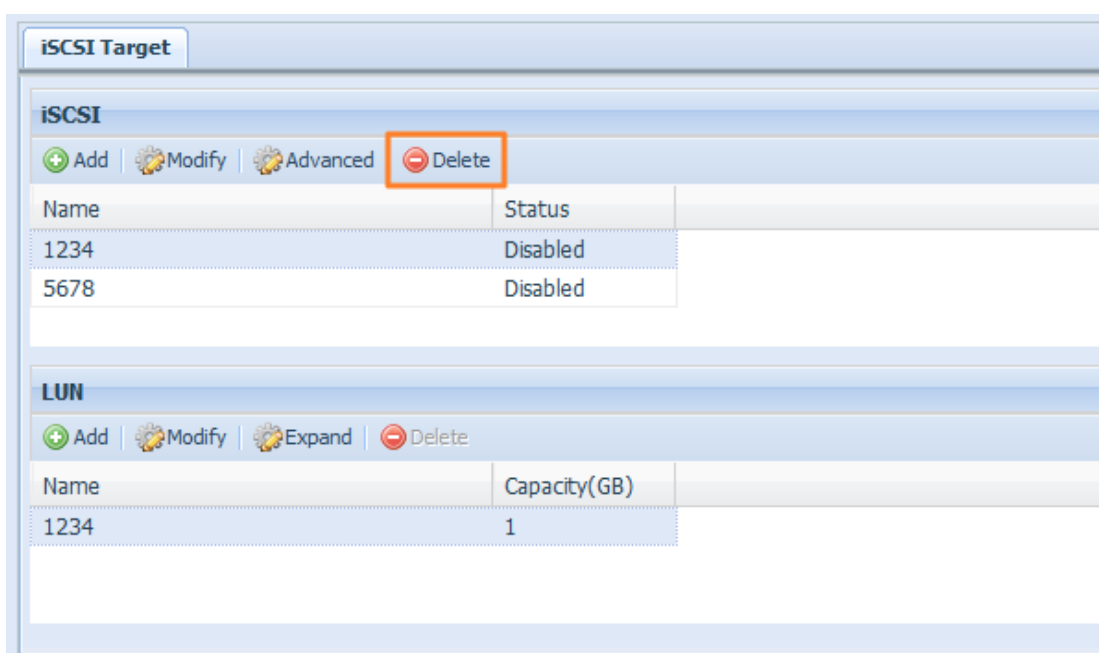 iSCSI Target
iSCSI
Add Modify Advanced Delete
Name Status
1234 Disabled
5678 Disabled
LUN
Add Modify Expand Delete
Name Capacity(GB)
1234 1